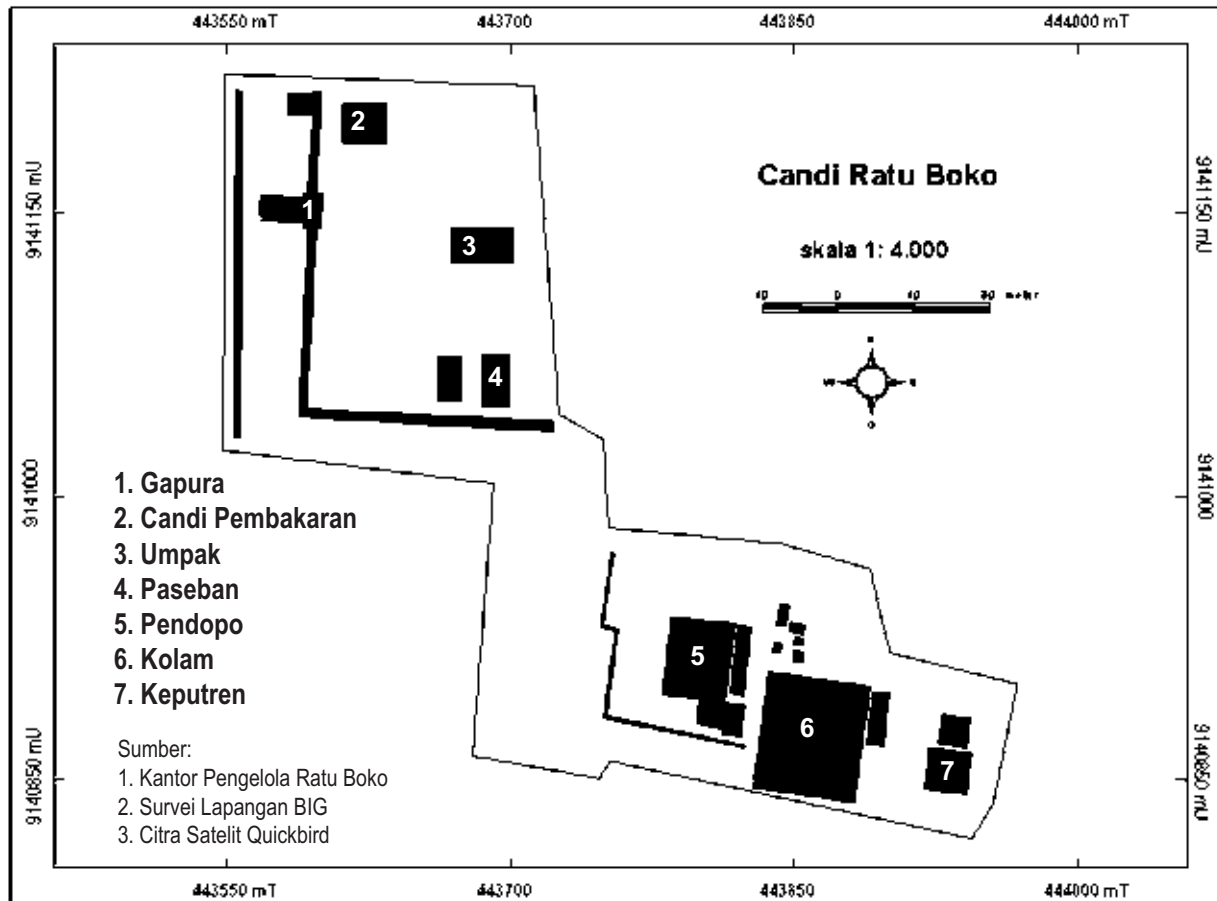 443550 mT 443700 443850 444000 mT
9141150 mU
9141000
9140850 mU
Candi Ratu Boko
skala 1: 4.000
1
2
3
4
5
6
7
1. Gapura
2. Candi Pembakaran
3. Umpak
4. Paseban
5. Pendopo
6. Kolam
7. Keputren
Sumber:
1. Kantor Pengelola Ratu Boko
2. Survei Lapangan BIG
3. Citra Satelit Quickbird
9141150 mU
9141000
9140850 mU
443550 mT 443700 443850 444000 mT